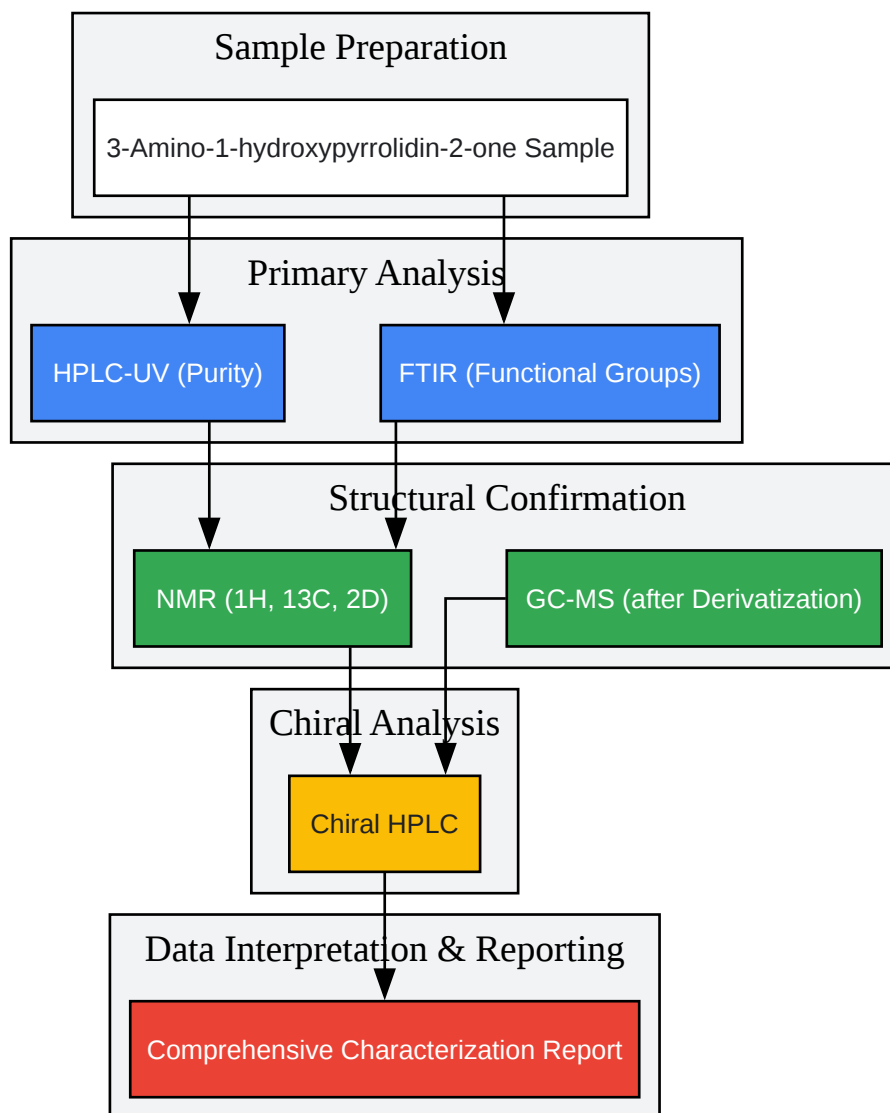 Sample Preparation
3-Amino-1-hydroxypyrrolidin-2-one Sample
Primary Analysis
HPLC-UV (Purity)
FTIR (Functional Groups)
Structural Confirmation
NMR (1H, 13C, 2D)
GC-MS (after Derivatization)
Chiral Analysis
Chiral HPLC
Data Interpretation & Reporting
Comprehensive Characterization Report